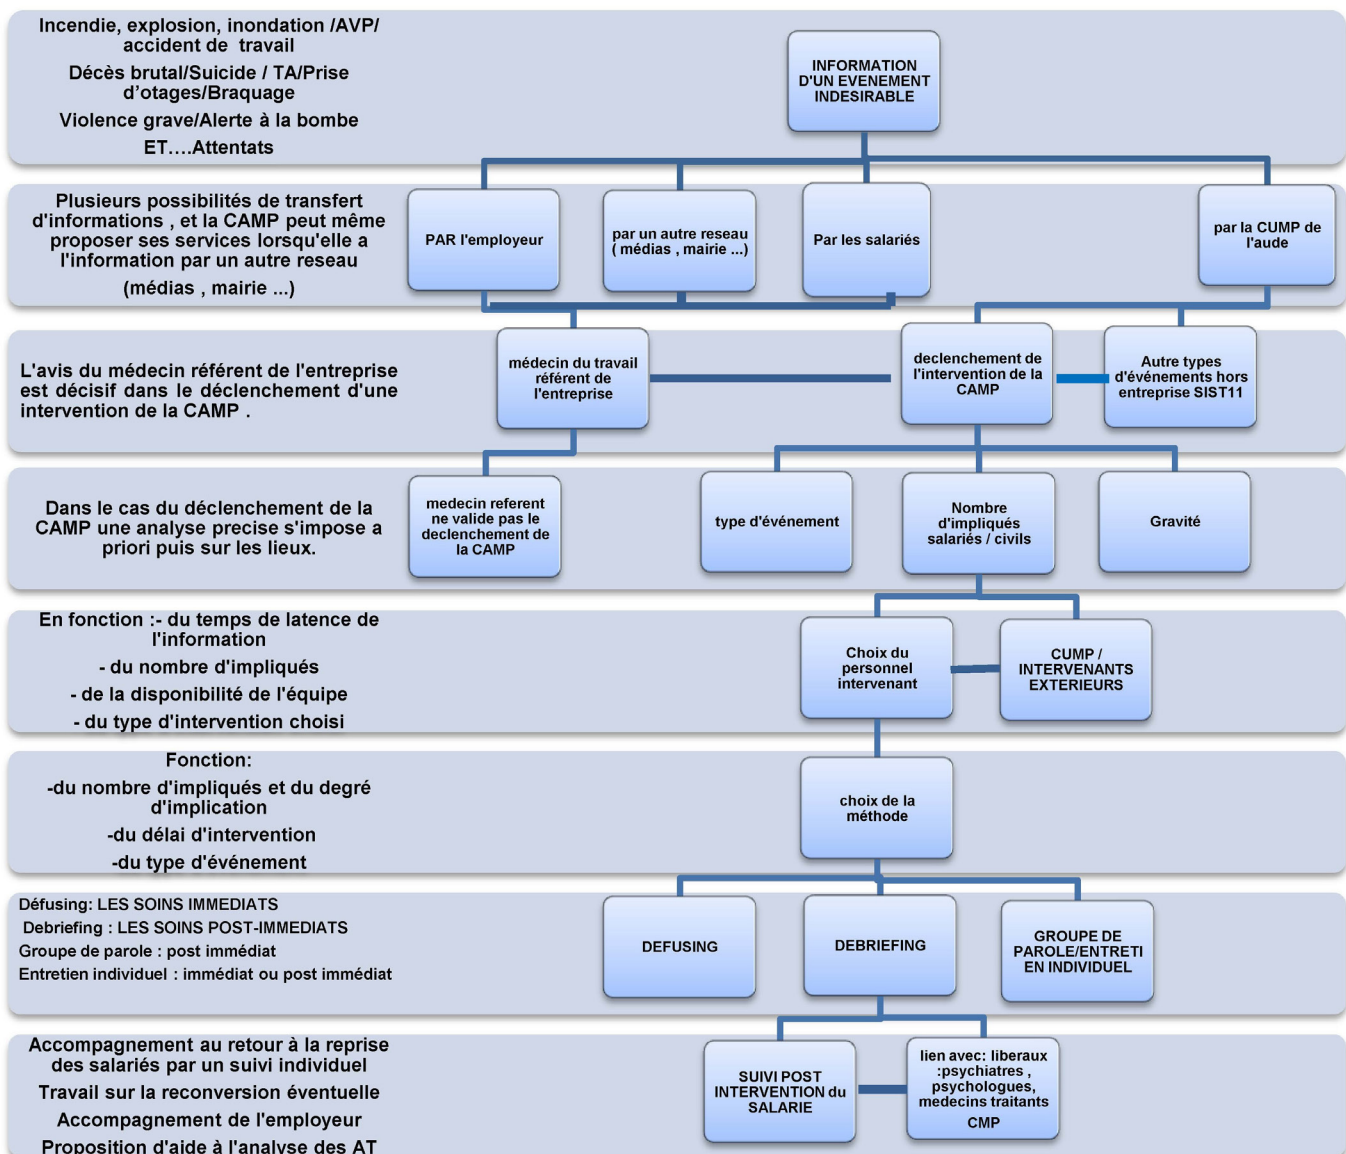 Incendie, explosion, inondation /AVP/
accident de travail
Décès brutal/Suicide / TA/Prise
d'otages/Braquage
Violence grave/Alerte à la bombe
ET....Attentats
INFORMATION
D'UN EVENEMENT
INDESIRABLE
Plusieurs possibilités de transfert
d'informations , et la CAMP peut même
proposer ses services lorsqu'elle a
l'information par un autre reseau
(médias , mairie ...)
PAR l'employeur
par un autre reseau
( médias , mairie ...)
Par les salariés
par la CUMP de
l'aude
L'avis du médecin référent de l'entreprise
est décisif dans le déclenchement d'une
intervention de la CAMP .
médecin du travail
référent de
l'entreprise
declenchement de
l'intervention de la
CAMP
Autre types
d'événements hors
entreprise SIST11
Dans le cas du déclenchement de la
CAMP une analyse precise s'impose a
priori puis sur les lieux.
medecin referent
ne valide pas le
declenchement de
la CAMP
type d'événement
Nombre
d'impliqués
salariés / civils
Gravité
En fonction :- du temps de latence de
l'information
- du nombre d'impliqués
- de la disponibilité de l'équipe
- du type d'intervention choisi
Choix du
personnel
intervenant
CUMP /
INTERVENANTS
EXTERIEURS
Fonction:
-du nombre d'impliqués et du degré
d'implication
-du délai d'intervention
-du type d'événement
choix de la
méthode
Défusing: LES SOINS IMMEDIATS
Debriefing : LES SOINS POST-IMMEDIATS
Groupe de parole : post immédiat
Entretien individuel : immédiat ou post immédiat
DEFUSING
DEBRIEFING
GROUPE DE
PAROLE/ENTRETI
EN INDIVIDUEL
Accompagnement au retour à la reprise
des salariés par un suivi individuel
Travail sur la reconversion éventuelle
Accompagnement de l'employeur
Proposition d'aide à l'analyse des AT
SUIVI POST
INTERVENTION du
SALARIE
lien avec: liberaux
:psychiatres ,
psychologues,
medecins traitants
CMP